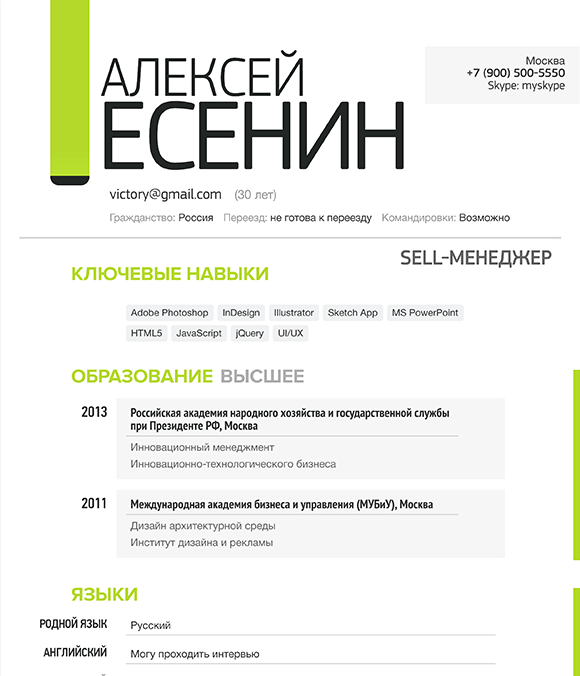 АЛЕКСЕЙ
ЕСЕНИН
Москва
+7 (900) 500-5550
Skype: myskype
victory@gmail.com (30 лет)
Гражданство: Россия Переезд: не готова к переезду Командировки: Возможно
SELL-МЕНЕДЖЕР
КЛЮЧЕВЫЕ НАВЫКИ
Adobe Photoshop InDesign Illustrator Sketch App MS PowerPoint
HTML5 JavaScript jQuery UI/UX
ОБРАЗОВАНИЕ ВЫСШЕЕ
2013 Российская академия народного хозяйства и государственной службы
при Президенте РФ, Москва
Инновационный менеджмент
Инновационно-технологического бизнеса
2011 Международная академия бизнеса и управления (МУБиУ), Москва
Дизайн архитектурной среды
Институт дизайна и рекламы
ЯЗЫКИ
РОДНОЙ ЯЗЫК Русский
АНГЛИЙСКИЙ Могу проходить интервью